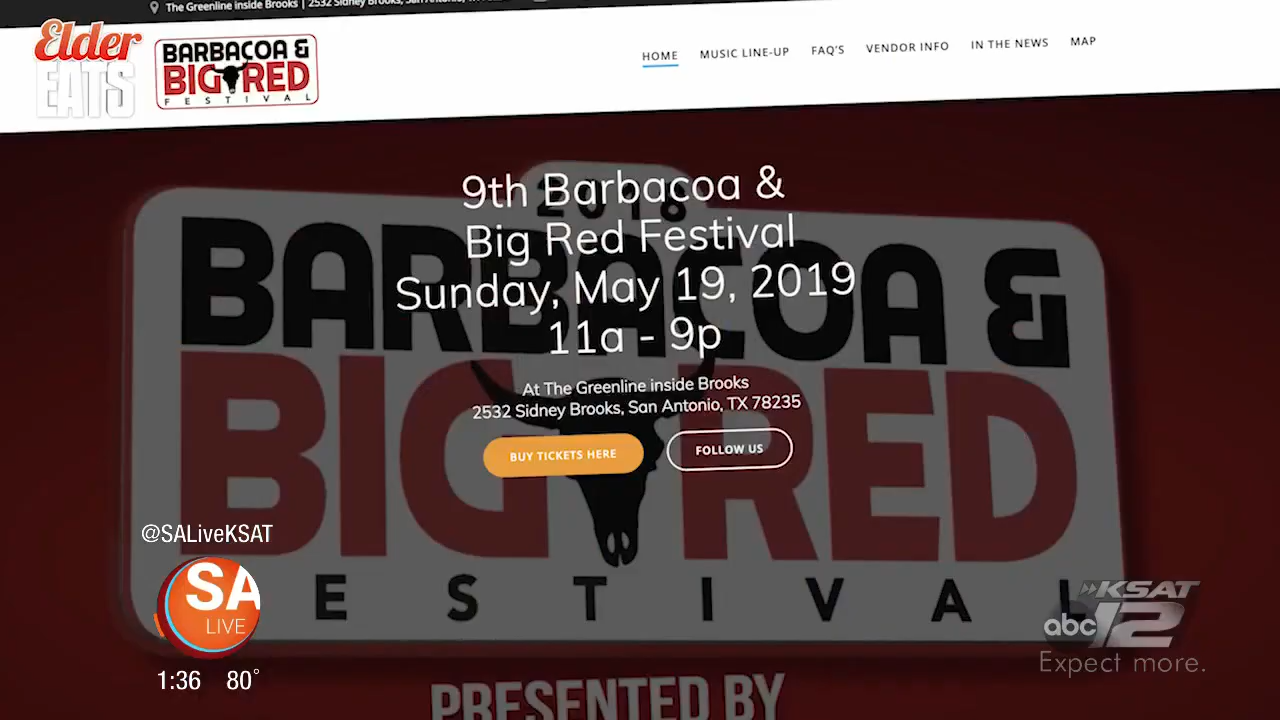 The Greenline inside Brooks | 2532 Sidney Brooks, San Antonio,
Elder
EATS
BARBACOA &
BIG RED
FESTIVAL
HOME
MUSIC LINE-UP
FAQ'S
VENDOR INFO
IN THE NEWS
MAP
2018
BARBACOA &
BIG RED
FESTIVAL
9th Barbacoa &
Big Red Festival
Sunday, May 19, 2019
11a - 9p
At The Greenline inside Brooks
2532 Sidney Brooks, San Antonio, TX 78235
BUY TICKETS HERE
FOLLOW US
@SALiveKSAT
SA
LIVE
1:36 80°
KSAT
abc 12
Expect more.
PRESENTED BY